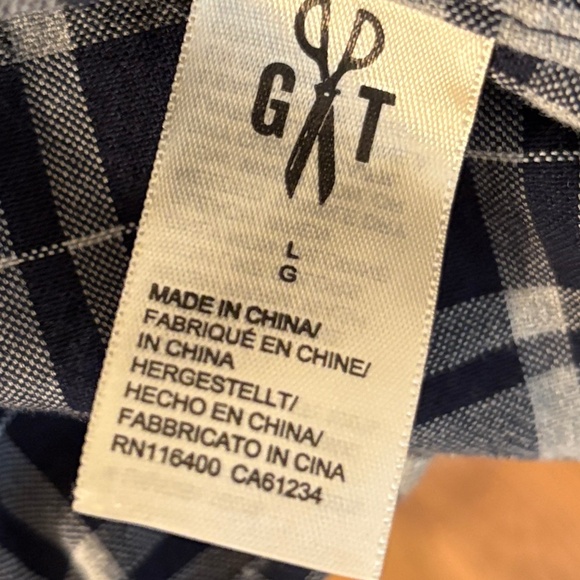 G T
L
G
MADE IN CHINA/
FABRIQUÉ EN CHINE/
IN CHINA
HERGESTELLT/
HECHO EN CHINA/
FABBRICATO IN CINA
RN116400 CA61234